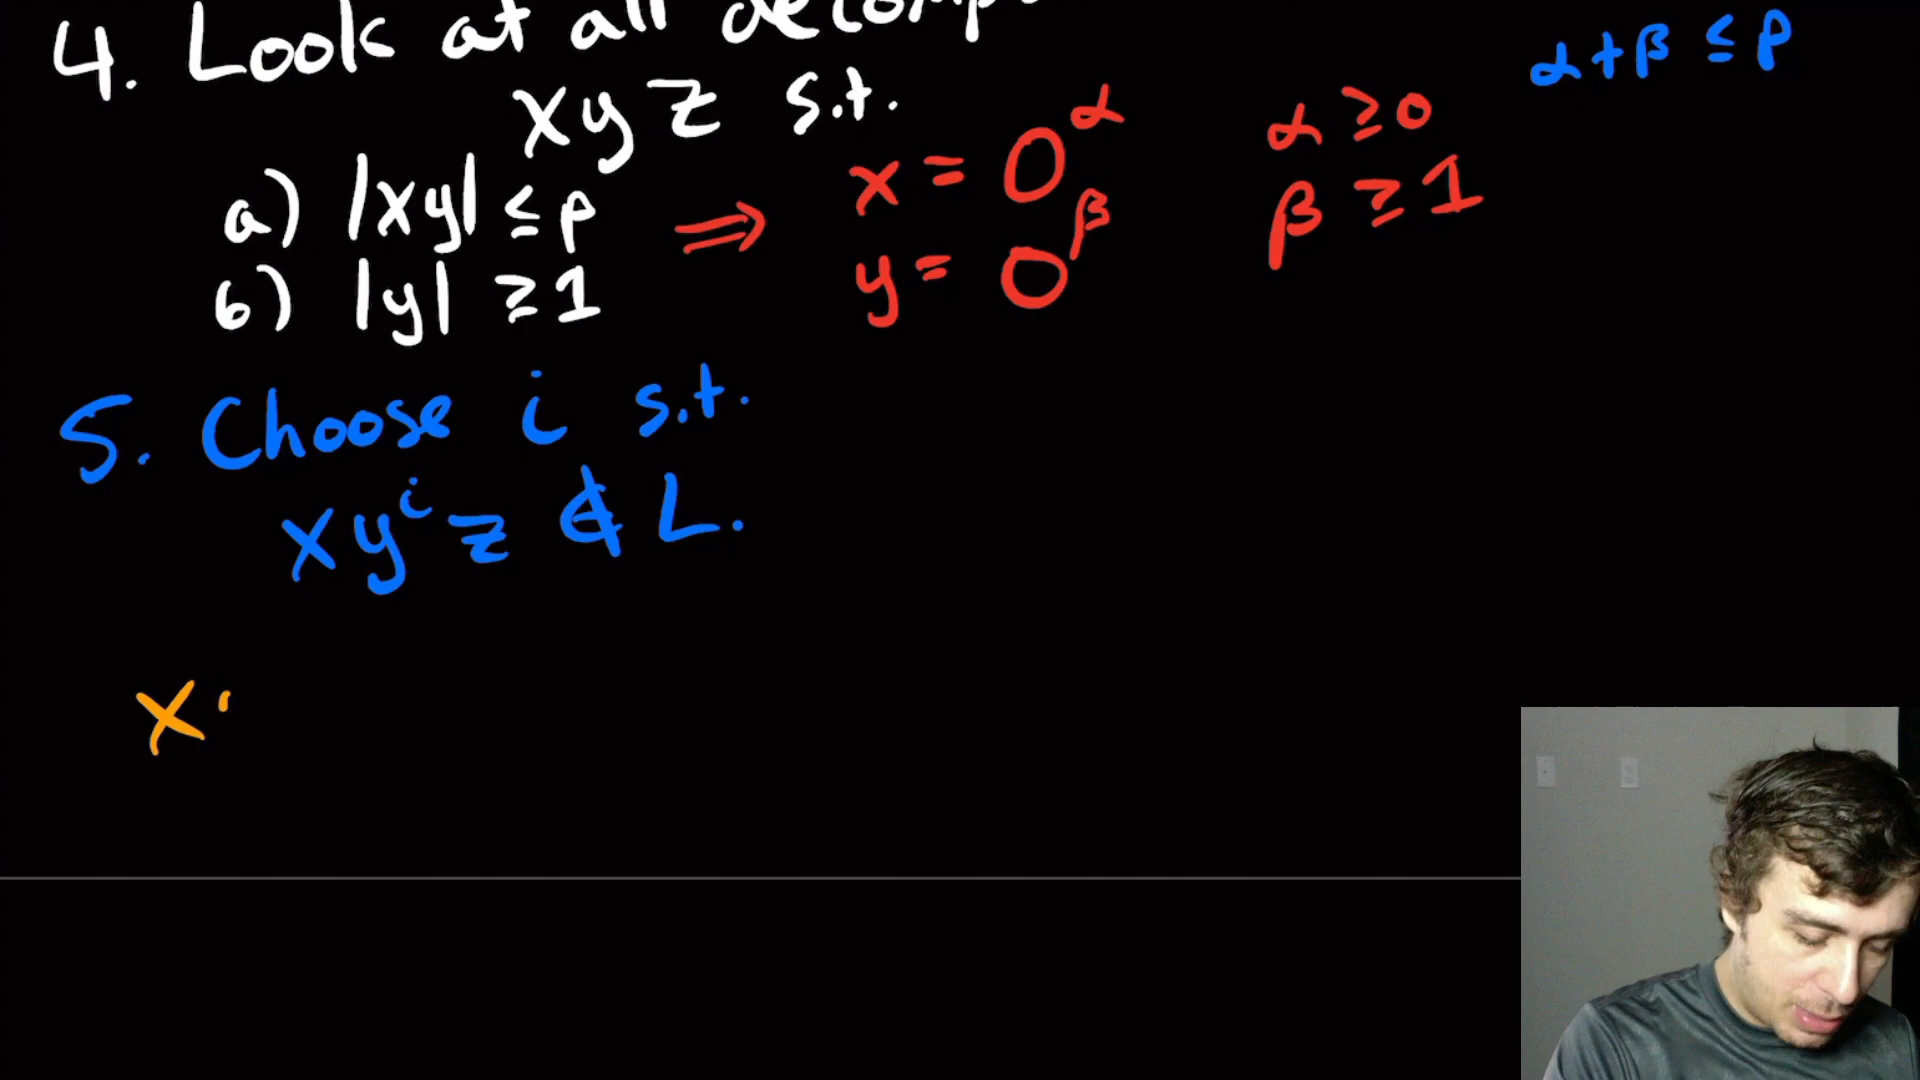 4. Look at all
xyz s.t.
a) |xy| ≤ p ⇒ x = 0^α α ≥ 0 α+β ≤ p
b) |y| ≥ 1 y = 0^β β ≥ 1
5. Choose i s.t.
xy^i z ∉ L.
x